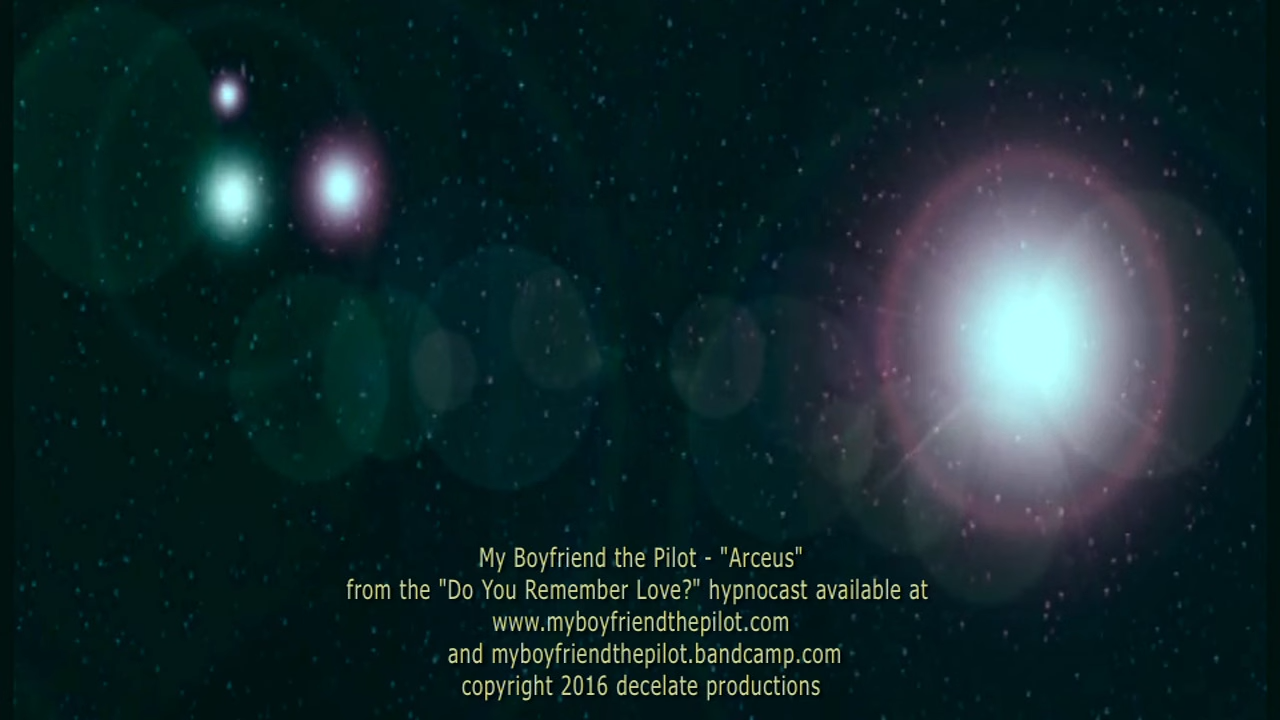 My Boyfriend the Pilot - "Arceus"
from the "Do You Remember Love?" hypnocast available at
www.myboyfriendthepilot.com
and myboyfriendthepilot.bandcamp.com
copyright 2016 decelate productions